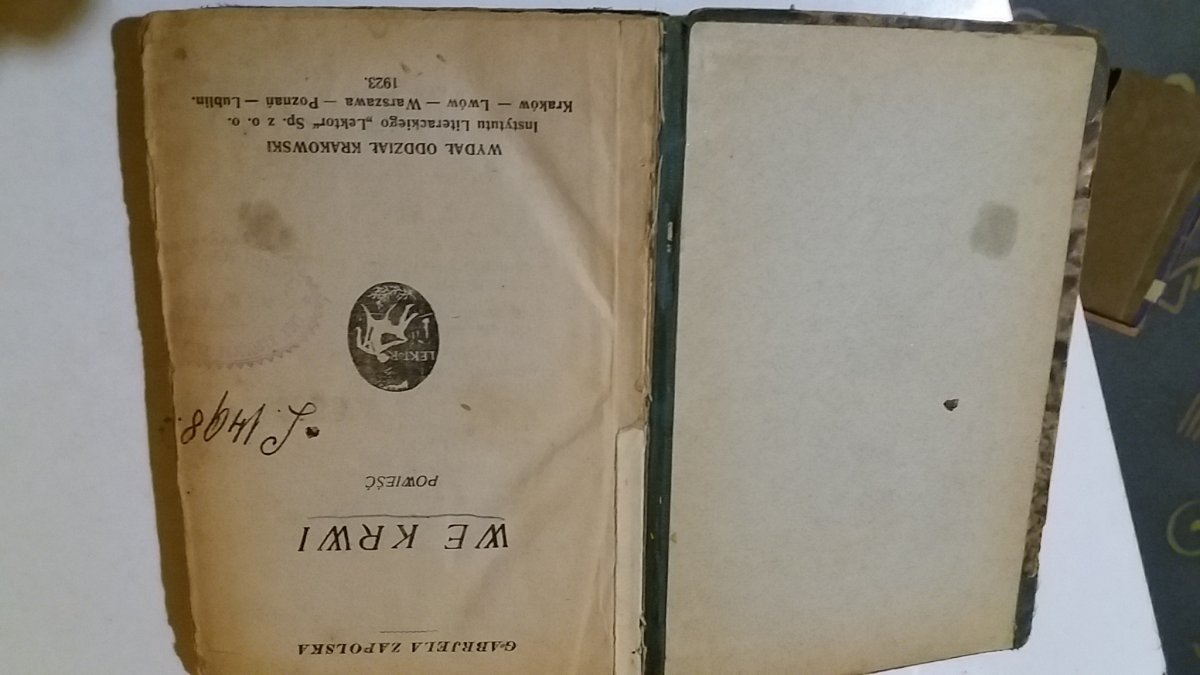 GABRJELA ZAPOLSKA
WE KRWI
POWIEŚĆ
L. 1498.
LEKTOR
WYDAŁ ODDZIAŁ KRAKOWSKI
Instytutu Literackiego „Lektor" Sp. z o. o.
Kraków — Lwów — Warszawa — Poznań — Lublin.
1923.